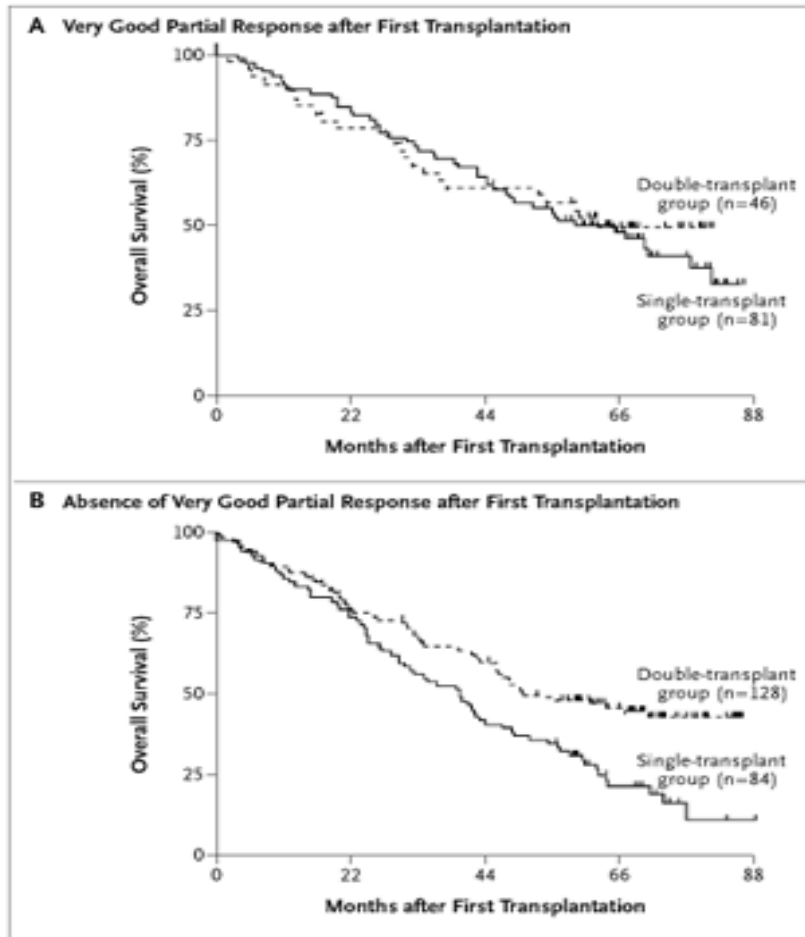 A Very Good Partial Response after First Transplantation
100
75
50
25
0
Overall Survival (%)
Double-transplant
group (n=46)
Single-transplant
group (n=81)
0 22 44 66 88
Months after First Transplantation
B Absence of Very Good Partial Response after First Transplantation
100
75
50
25
0
Overall Survival (%)
Double-transplant
group (n=128)
Single-transplant
group (n=84)
0 22 44 66 88
Months after First Transplantation